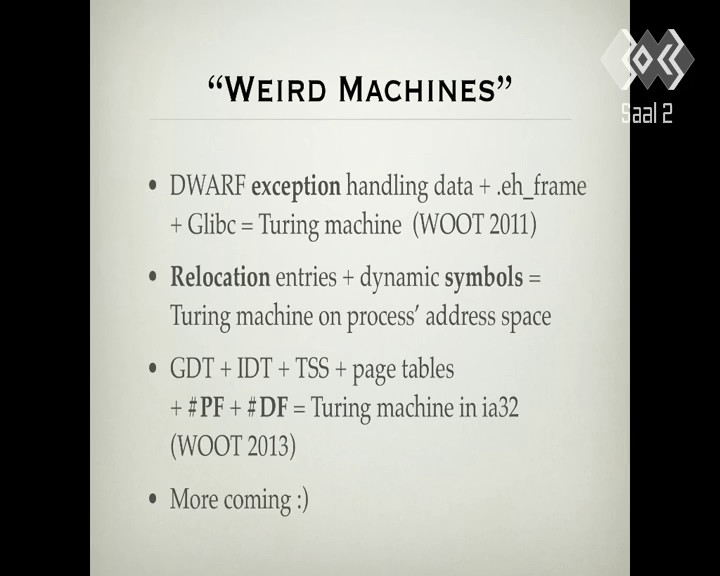 “WEIRD MACHINES”
Saal 2
• DWARF exception handling data + .eh_frame
+ Glibc = Turing machine (WOOT 2011)
• Relocation entries + dynamic symbols =
Turing machine on process’ address space
• GDT + IDT + TSS + page tables
+ #PF + #DF = Turing machine in ia32
(WOOT 2013)
• More coming :)